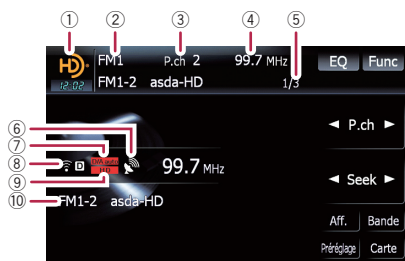 ① ② ③ ④ ⑤
HD FM1 P.ch 2 99.7 MHz EQ Func
12:02 FM1-2 asda-HD 1/3
◄ P.ch ►
⑥
⑦
⑧ D D/A auto 99.7 MHz
HD
⑨
◄ Seek ►
⑩ FM1-2 asda-HD
Aff. Bande
Préréglage Carte